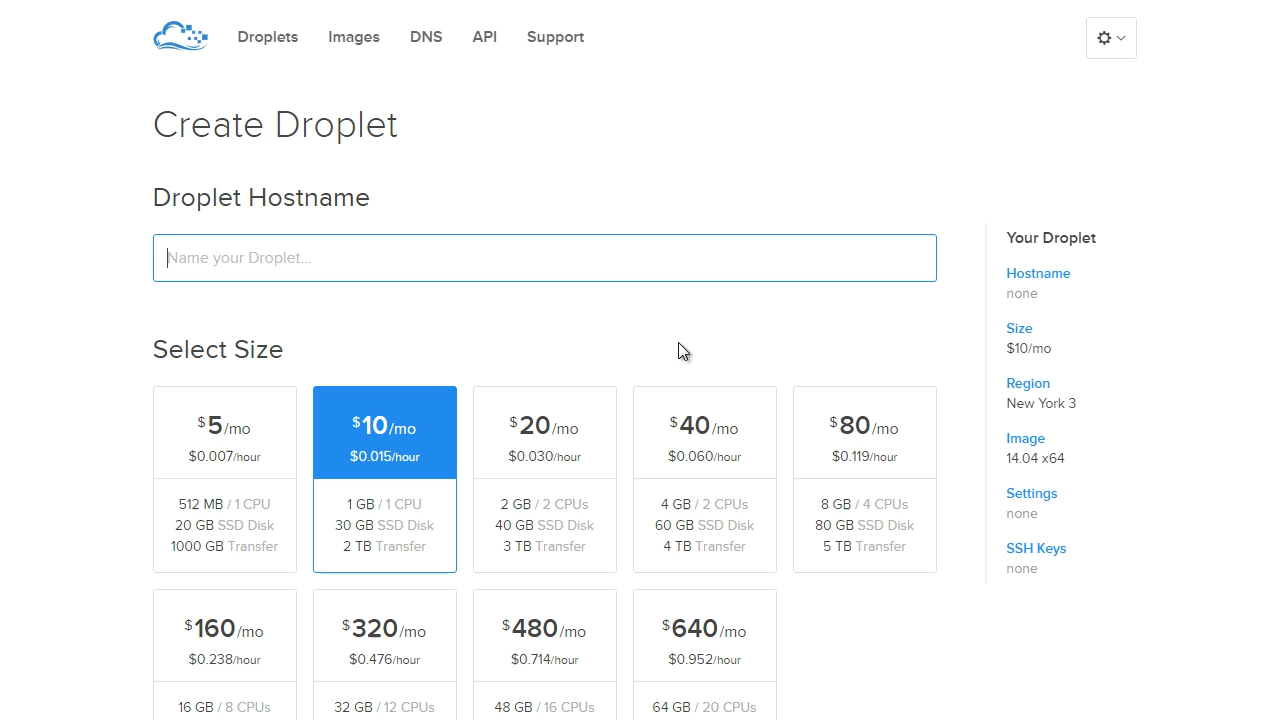 Droplets Images DNS API Support
Create Droplet
Droplet Hostname
Name your Droplet...
Select Size
$5/mo
$0.007/hour
512 MB / 1 CPU
20 GB SSD Disk
1000 GB Transfer
$10/mo
$0.015/hour
1 GB / 1 CPU
30 GB SSD Disk
2 TB Transfer
$20/mo
$0.030/hour
2 GB / 2 CPUs
40 GB SSD Disk
3 TB Transfer
$40/mo
$0.060/hour
4 GB / 2 CPUs
60 GB SSD Disk
4 TB Transfer
$80/mo
$0.119/hour
8 GB / 4 CPUs
80 GB SSD Disk
5 TB Transfer
$160/mo
$0.238/hour
16 GB / 8 CPUs
$320/mo
$0.476/hour
32 GB / 12 CPUs
$480/mo
$0.714/hour
48 GB / 16 CPUs
$640/mo
$0.952/hour
64 GB / 20 CPUs
Your Droplet
Hostname
none
Size
$10/mo
Region
New York 3
Image
14.04 x64
Settings
none
SSH Keys
none